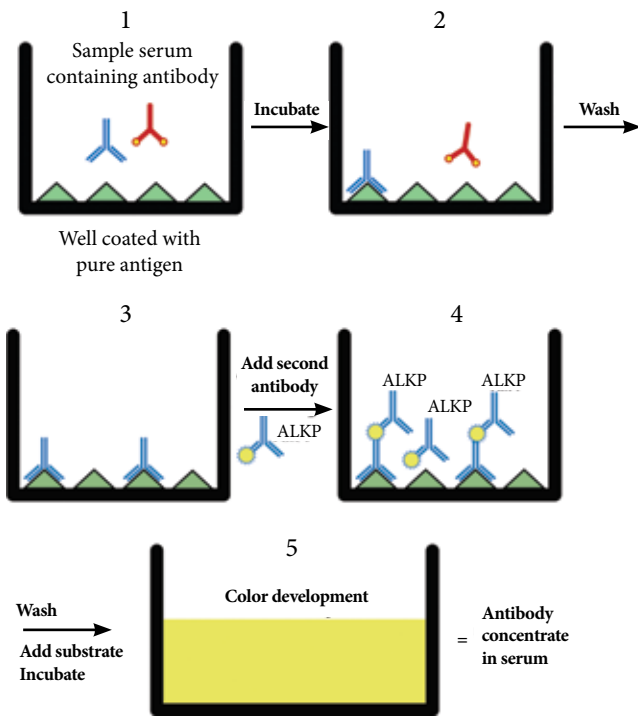 1
Sample serum
containing antibody
Incubate
2
Wash
Well coated with
pure antigen
3
Add second
antibody
ALKP
4
ALKP
ALKP
ALKP
5
Wash
Add substrate
Incubate
Color development
=
Antibody
concentrate
in serum